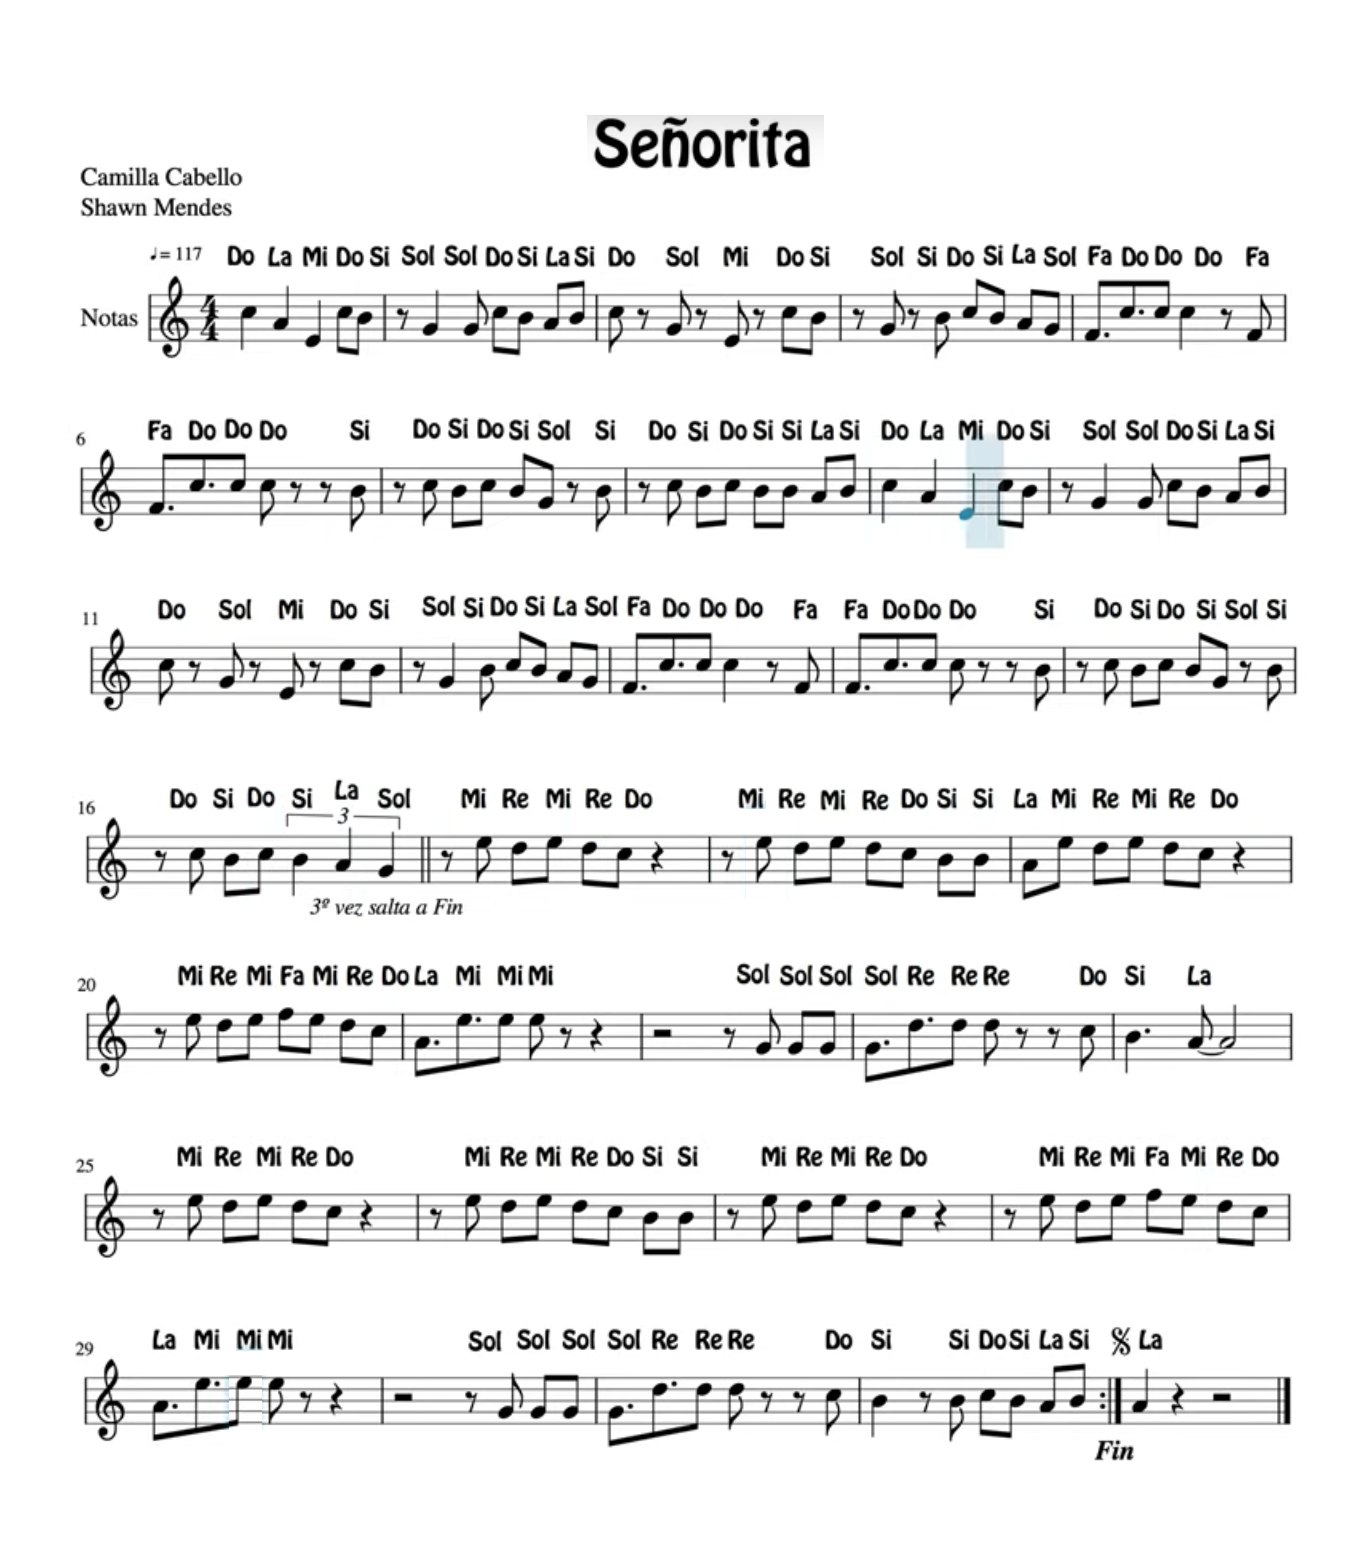 Señorita
Camilla Cabello
Shawn Mendes
♩= 117 Do La Mi Do Si Sol Sol Do Si La Si Do Sol Mi Do Si Sol Si Do Si La Sol Fa Do Do Do Fa
Notas
4
4
6 Fa Do Do Do Si Do Si Do Si Sol Si Do Si Do Si Si La Si Do La Mi Do Si Sol Sol Do Si La Si
11 Do Sol Mi Do Si Sol Si Do Si La Sol Fa Do Do Do Fa Fa Do Do Do Si Do Si Do Si Sol Si
16 Do Si Do Si La Sol Mi Re Mi Re Do Mi Re Mi Re Do Si Si La Mi Re Mi Re Do
3
3ª vez salta a Fin
20 Mi Re Mi Fa Mi Re Do La Mi Mi Mi Sol Sol Sol Sol Re Re Re Do Si La
25 Mi Re Mi Re Do Mi Re Mi Re Do Si Si Mi Re Mi Re Do Mi Re Mi Fa Mi Re Do
29 La Mi Mi Mi Sol Sol Sol Sol Re Re Re Do Si Si Do Si La Si La
Fin